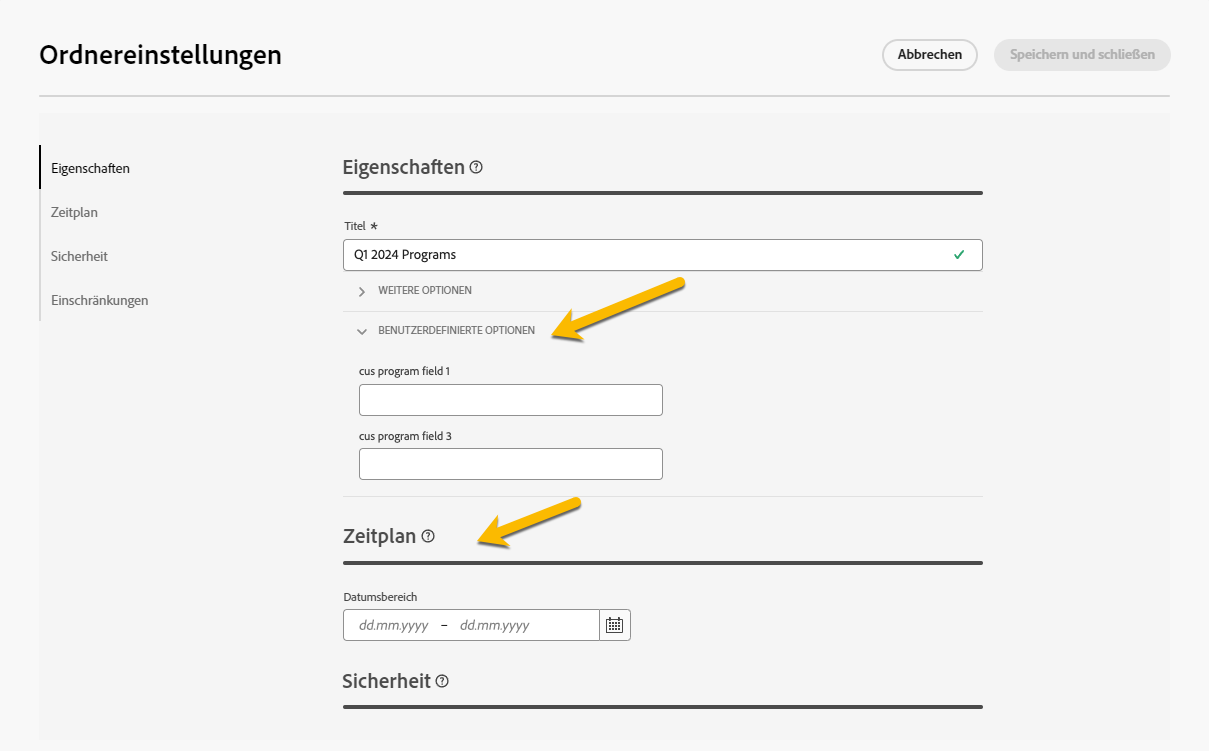 Ordnereinstellungen
Abbrechen
Speichern und schließen
Eigenschaften
Zeitplan
Sicherheit
Einschränkungen
Eigenschaften
Titel *
Q1 2024 Programs
WEITERE OPTIONEN
BENUTZERDEFINIERTE OPTIONEN
cus program field 1
cus program field 3
Zeitplan
Datumsbereich
dd.mm.yyyy – dd.mm.yyyy
Sicherheit